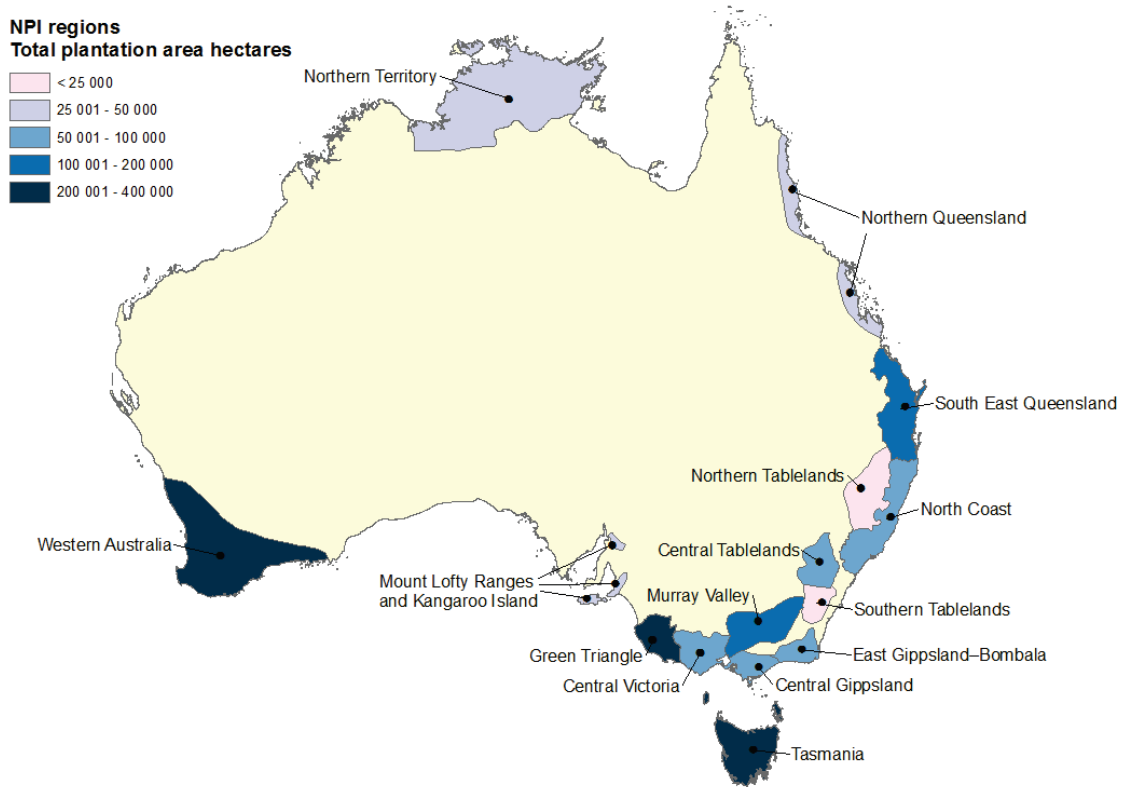 NPI regions
Total plantation area hectares
< 25 000
25 001 - 50 000
50 001 - 100 000
100 001 - 200 000
200 001 - 400 000
Northern Territory
Northern Queensland
South East Queensland
Northern Tablelands
North Coast
Western Australia
Central Tablelands
Mount Lofty Ranges
and Kangaroo Island
Murray Valley
Southern Tablelands
Green Triangle
East Gippsland–Bombala
Central Victoria
Central Gippsland
Tasmania